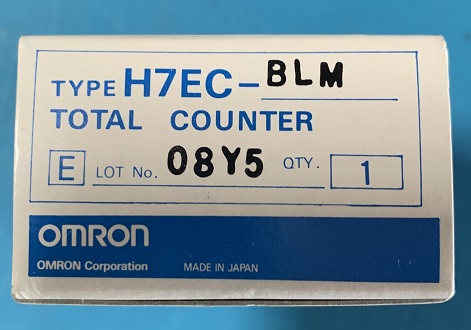 TYPE H7EC-BLM
TOTAL COUNTER
E LOT No. 08Y5 QTY. 1
OMRON
OMRON Corporation MADE IN JAPAN